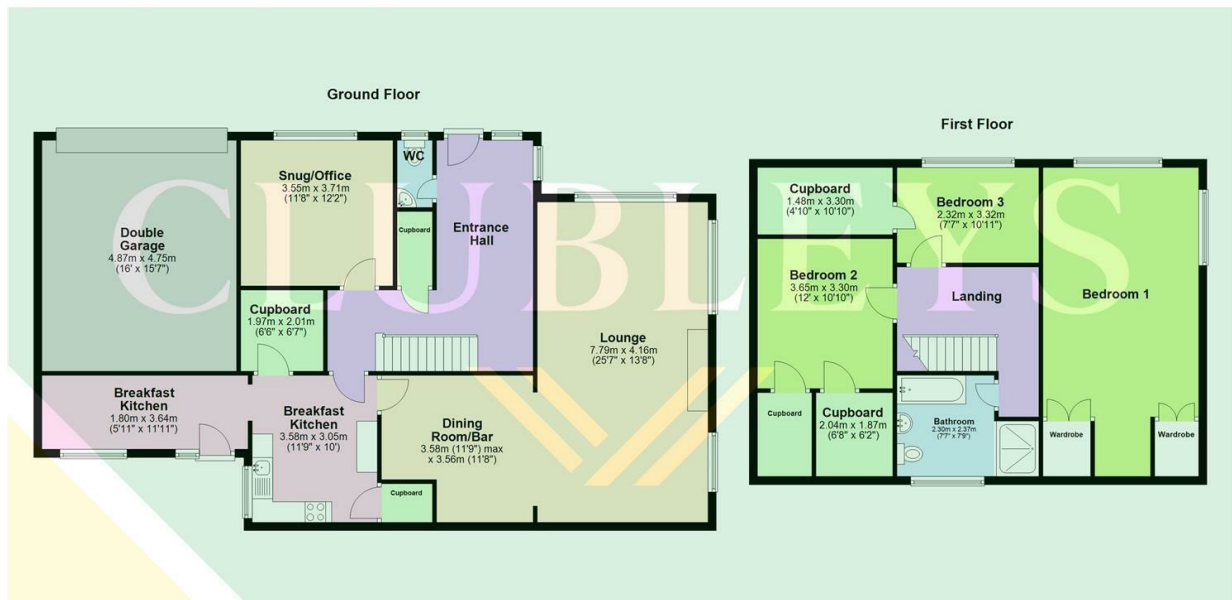 Ground Floor
Double
Garage
4.87m x 4.75m
(16' x 15'7")
Snug/Office
3.55m x 3.71m
(11'8" x 12'2")
WC
Cupboard
Entrance
Hall
Cupboard
1.97m x 2.01m
(6'6" x 6'7")
Lounge
7.79m x 4.16m
(25'7" x 13'8")
Breakfast
Kitchen
1.80m x 3.64m
(5'11" x 11'11")
Breakfast
Kitchen
3.58m x 3.05m
(11'9" x 10')
Dining
Room/Bar
3.58m (11'9") max
x 3.56m (11'8")
Cupboard
First Floor
Cupboard
1.48m x 3.30m
(4'10" x 10'10")
Bedroom 3
2.32m x 3.32m
(7'7" x 10'11")
Bedroom 2
3.65m x 3.30m
(12' x 10'10")
Landing
Bedroom 1
Cupboard
Cupboard
2.04m x 1.87m
(6'8" x 6'2")
Bathroom
2.30m x 2.37m
(7'7" x 7'9")
Wardrobe
Wardrobe
CLUBLEYS